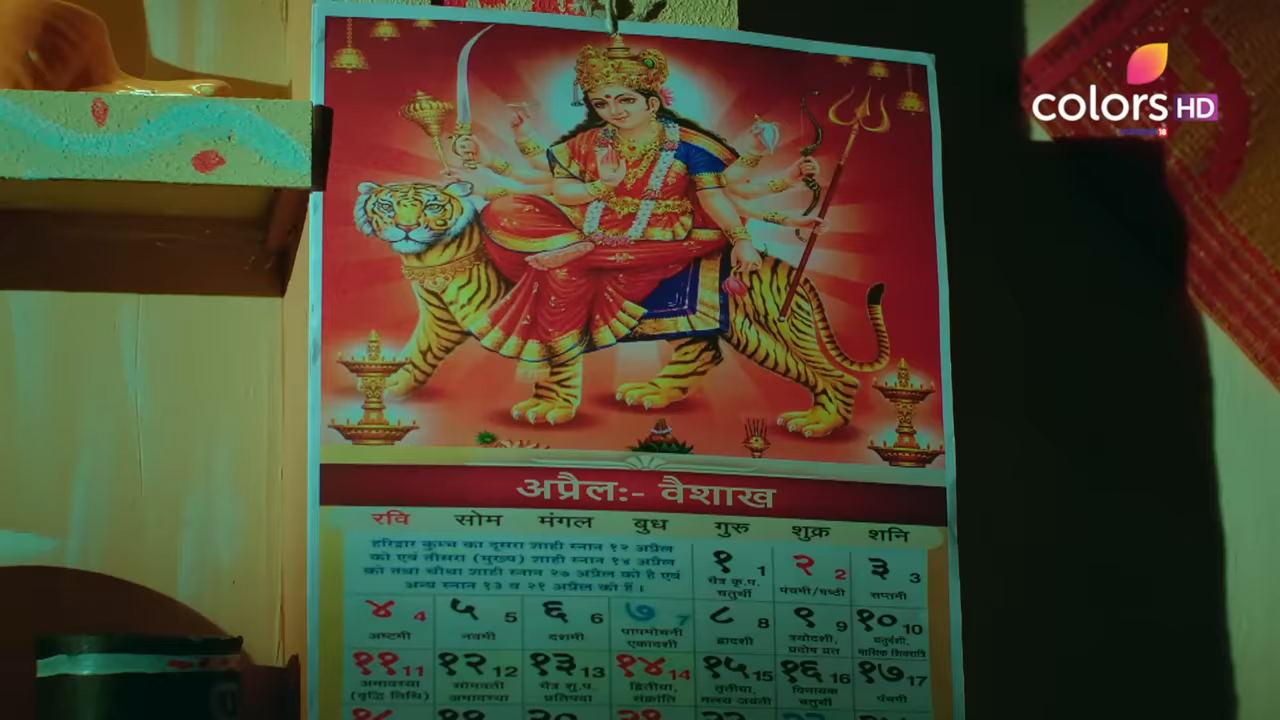 colors HD
अप्रैल:- वैशाख
रवि सोम मंगल बुध गुरु शुक्र शनि
हरिद्वार कुम्भ का दूसरा शाही स्नान १२ अप्रैल
को एवं तीसरा (मुख्य) शाही स्नान १४ अप्रैल
को तथा चौथा शाही स्नान २७ अप्रैल को है एवं
अन्य स्नान १३ व २१ अप्रैल को हैं।
१ 1 २ 2 ३ 3
चैत्र कृ.प. चतुर्थी पंचमी/षष्ठी सप्तमी
४ 4 ५ 5 ६ 6 ७ 7 ८ 8 ९ 9 १० 10
अष्टमी नवमी दशमी पापमोचनी एकादशी द्वादशी त्रयोदशी, प्रदोष व्रत चतुर्दशी, मासिक शिवरात्रि
११ 11 १२ 12 १३ 13 १४ 14 १५ 15 १६ 16 १७ 17
अमावस्या (वृद्धि तिथि) सोमवती अमावस्या चैत्र शु.प. प्रतिपदा द्वितीया, संक्रांति तृतीया, मत्स्य जयंती विनायक चतुर्थी पंचमी